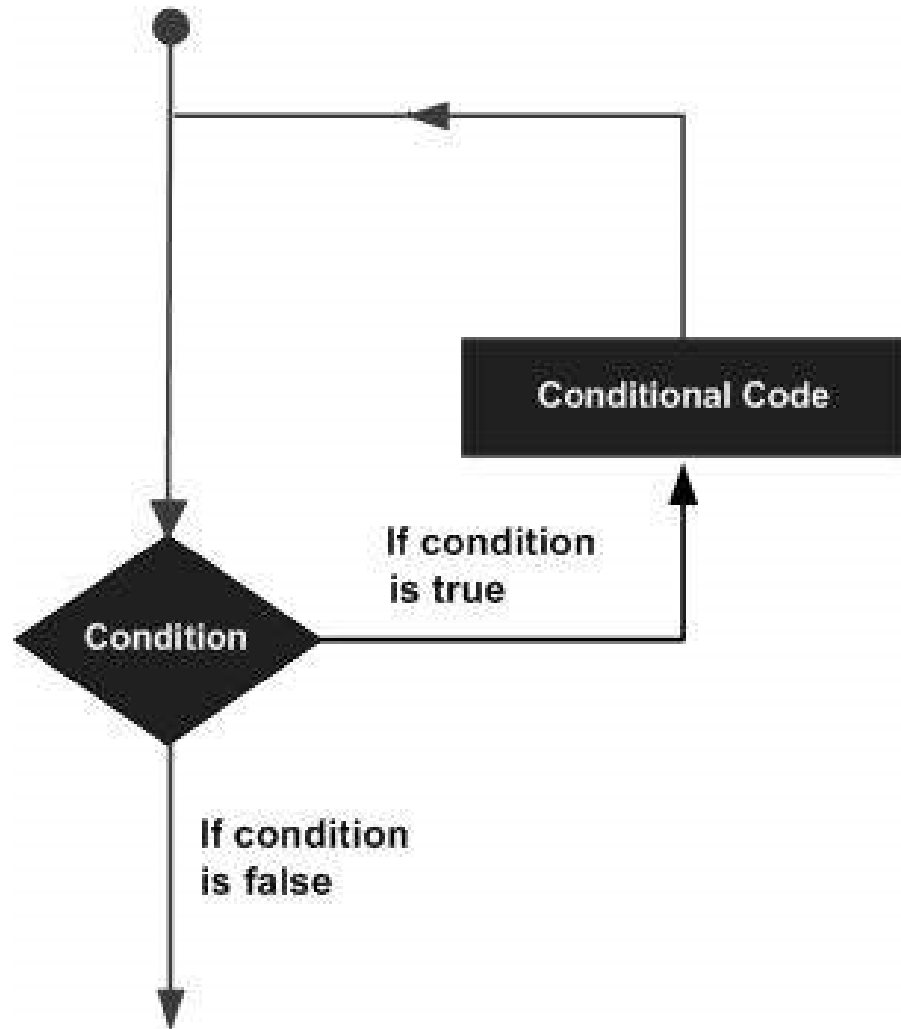 Conditional Code
If condition
is true
Condition
If condition
is false